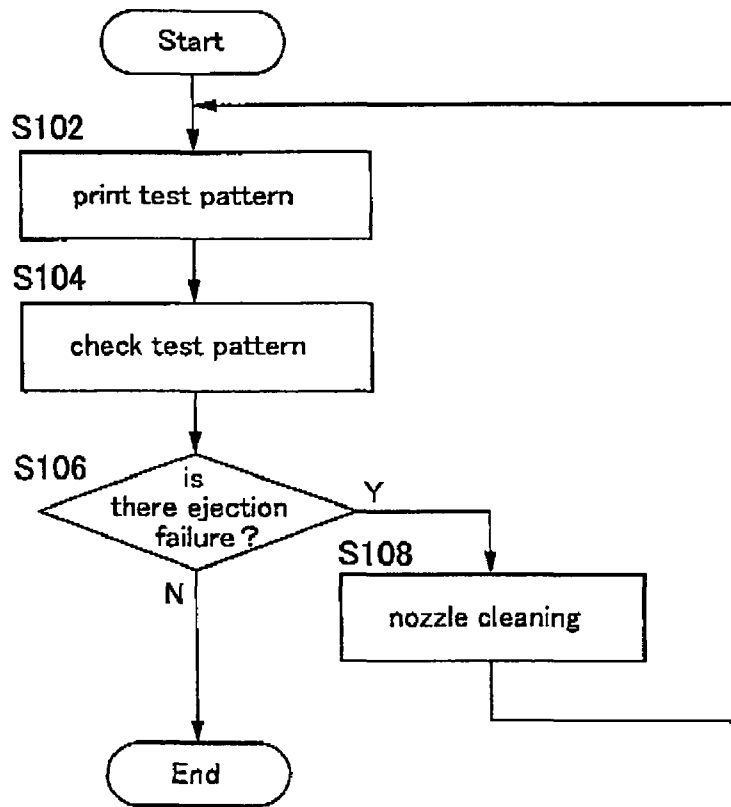 Start
S102
print test pattern
S104
check test pattern
S106
is
there ejection
failure?
Y
N
S108
nozzle cleaning
End